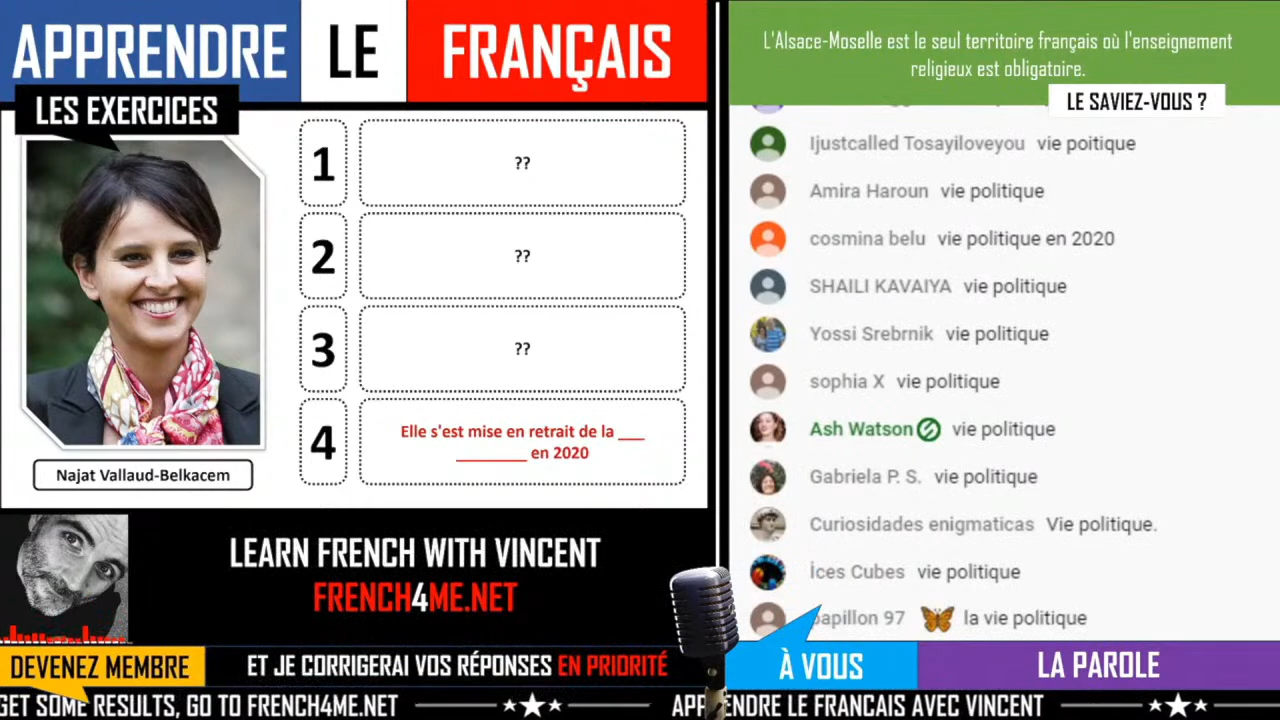 APPRENDRE LE FRANÇAIS
LES EXERCICES
1 ??
2 ??
3 ??
4 Elle s'est mise en retrait de la ___
_________ en 2020
Najat Vallaud-Belkacem
LEARN FRENCH WITH VINCENT
FRENCH4ME.NET
DEVENEZ MEMBRE
ET JE CORRIGERAI VOS RÉPONSES EN PRIORITÉ
L'Alsace-Moselle est le seul territoire français où l'enseignement
religieux est obligatoire.
LE SAVIEZ-VOUS ?
Ijustcalled Tosayiloveyou vie poitique
Amira Haroun vie politique
cosmina belu vie politique en 2020
SHAILI KAVAIYA vie politique
Yossi Srebrnik vie politique
sophia X vie politique
Ash Watson vie politique
Gabriela P. S. vie politique
Curiosidades enigmaticas Vie politique.
İces Cubes vie politique
papillon 97 la vie politique
À VOUS
LA PAROLE
GET SOME RESULTS, GO TO FRENCH4ME.NET
APPRENDRE LE FRANCAIS AVEC VINCENT